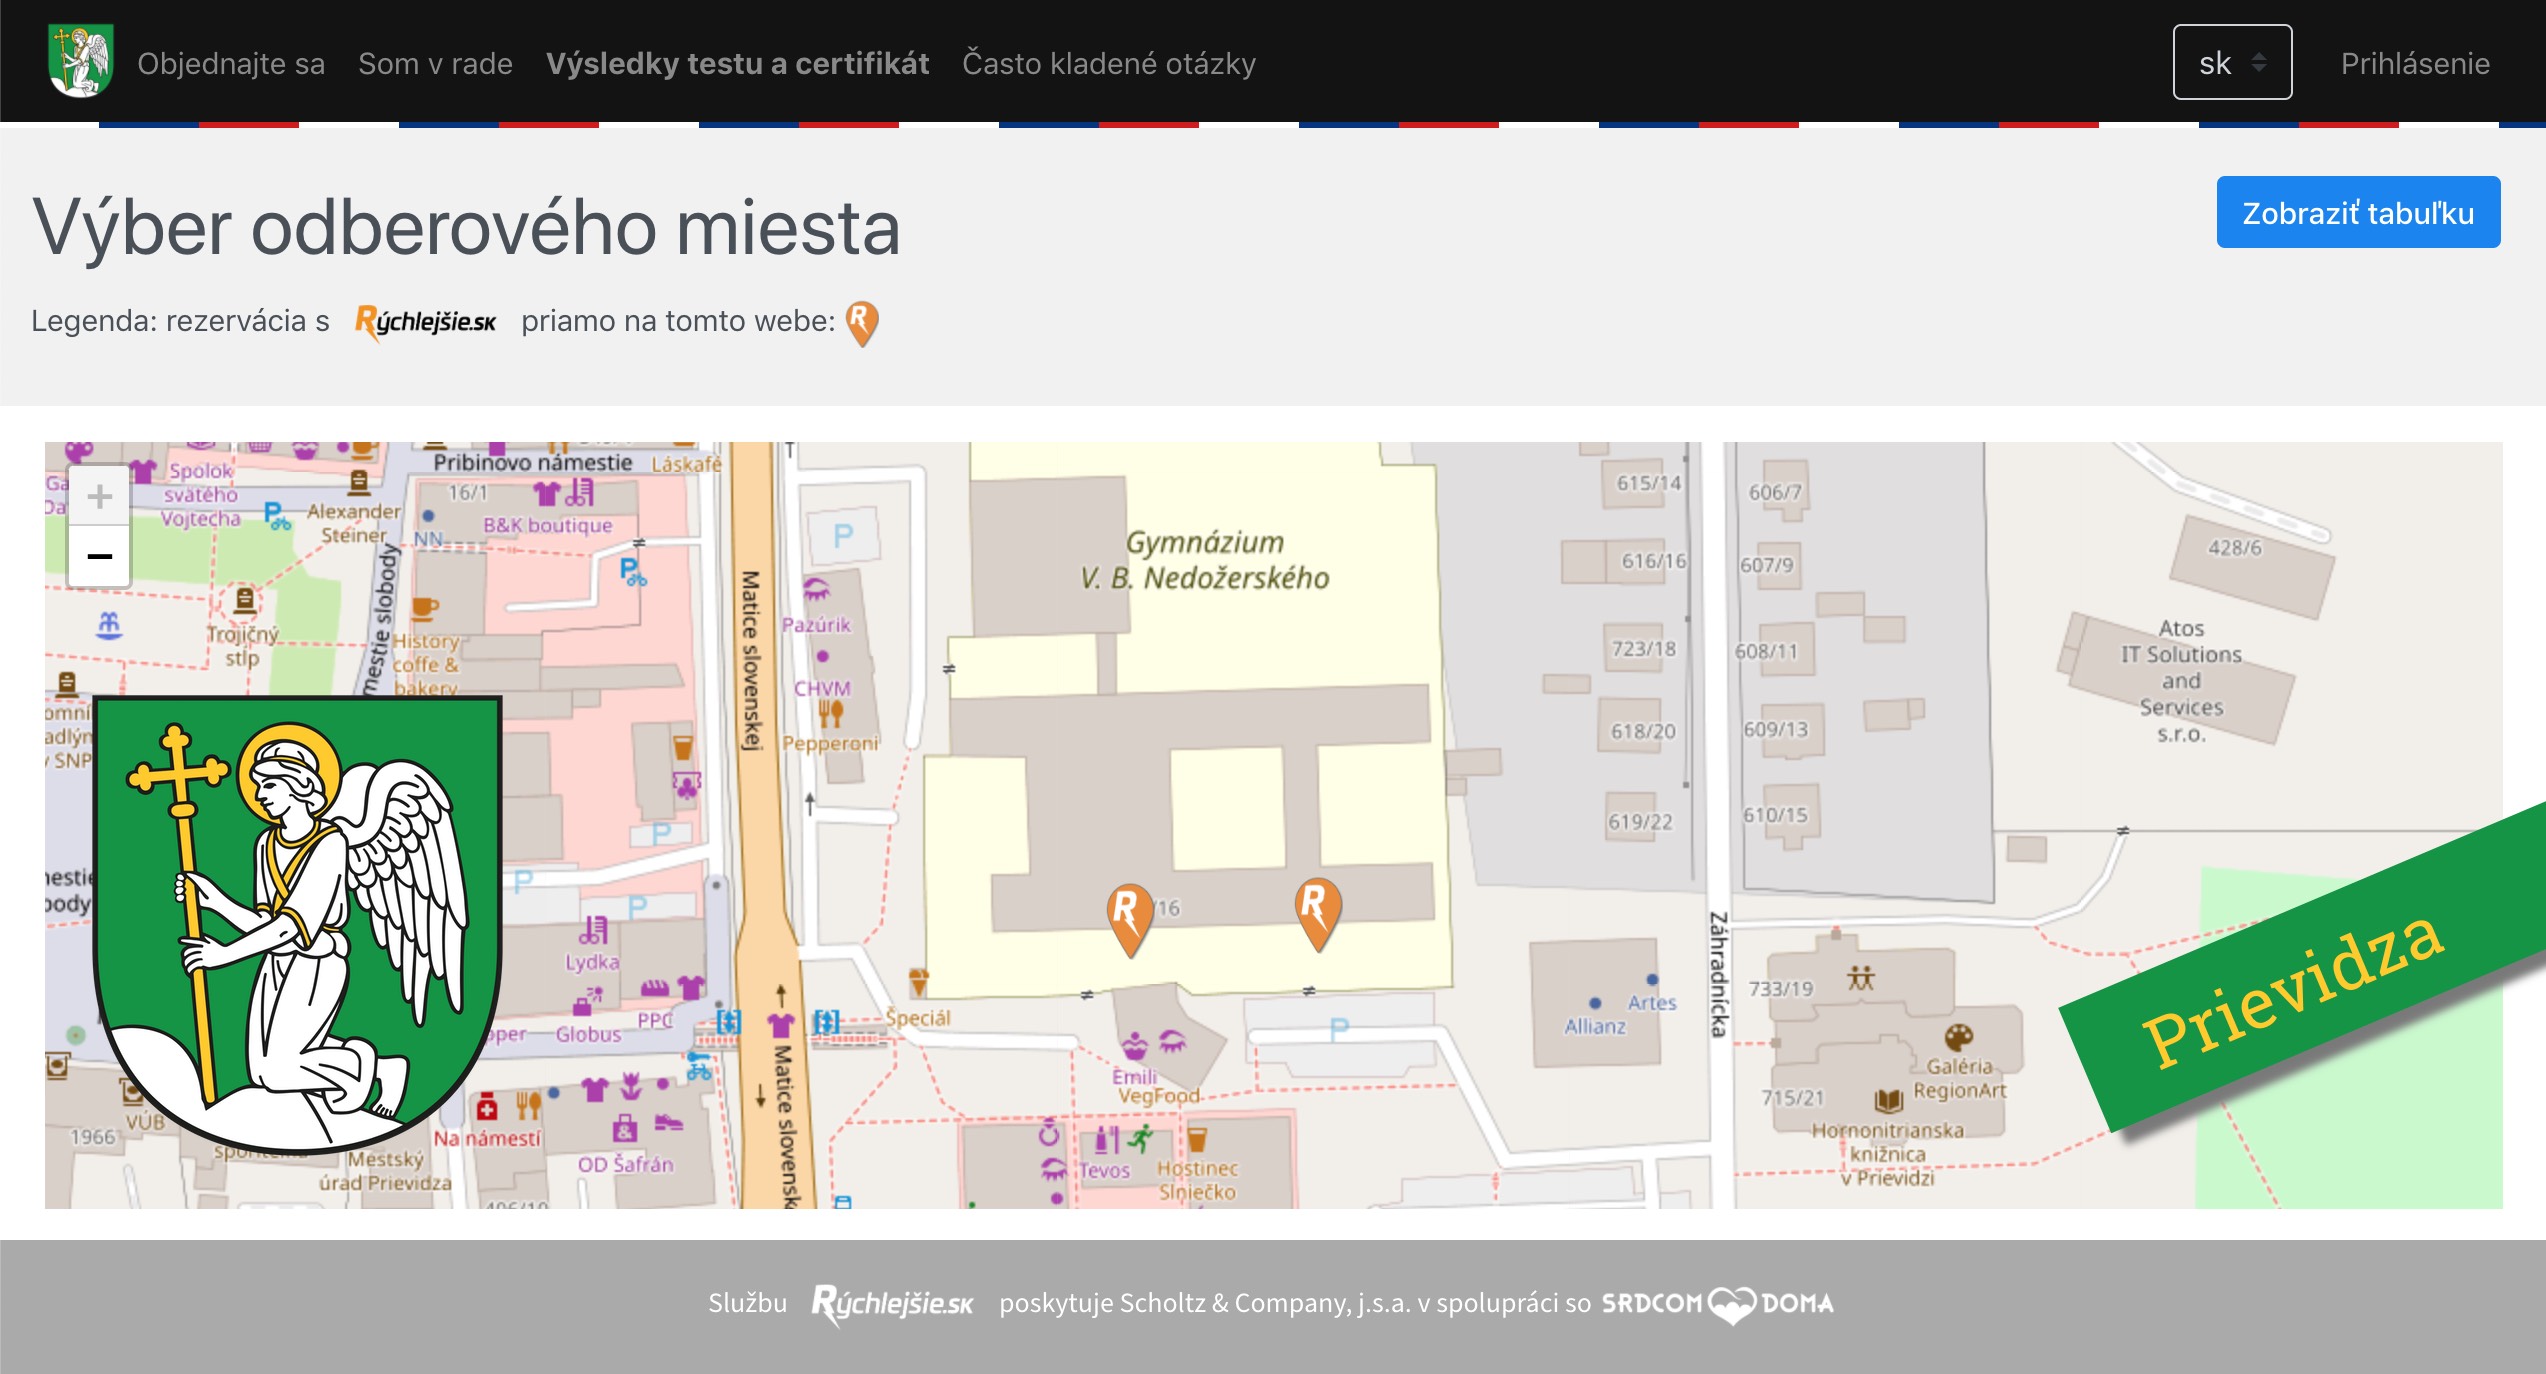 Objednajte sa
Som v rade
Výsledky testu a certifikát
Často kladené otázky
sk
Prihlásenie
Výber odberového miesta
Zobraziť tabuľku
Legenda: rezervácia s Rýchlejšie.sk priamo na tomto webe:
Pribinovo námestie
Láskafé
Spolok
svätého
Vojtecha
16/1
B&K boutique
Alexander
Steiner
NN
+
−
P
Gymnázium
V. B. Nedožerského
615/14
606/7
428/6
616/16
607/9
Matice slovenskej
Pazúrik
Trojičný
stĺp
History
coffe &
bakery
723/18
608/11
Atos
IT Solutions
and
Services
s.r.o.
CHVM
Pepperoni
618/20
609/13
619/22
610/15
P
P
P
/16
Lydka
Záhradnícka
Prievidza
733/19
Artes
Allianz
Špeciál
P
PPC
Globus
Emili
VegFood
Galéria
RegionArt
715/21
Matice slovensk
VÚB
1966
Na námestí
Hornonitrianska
knižnica
v Prievidzi
Mestský
úrad Prievidza
OD Šafrán
Tevos
Hostinec
Slniečko
Službu Rýchlejšie.sk poskytuje Scholtz & Company, j.s.a. v spolupráci so SRDCOM DOMA